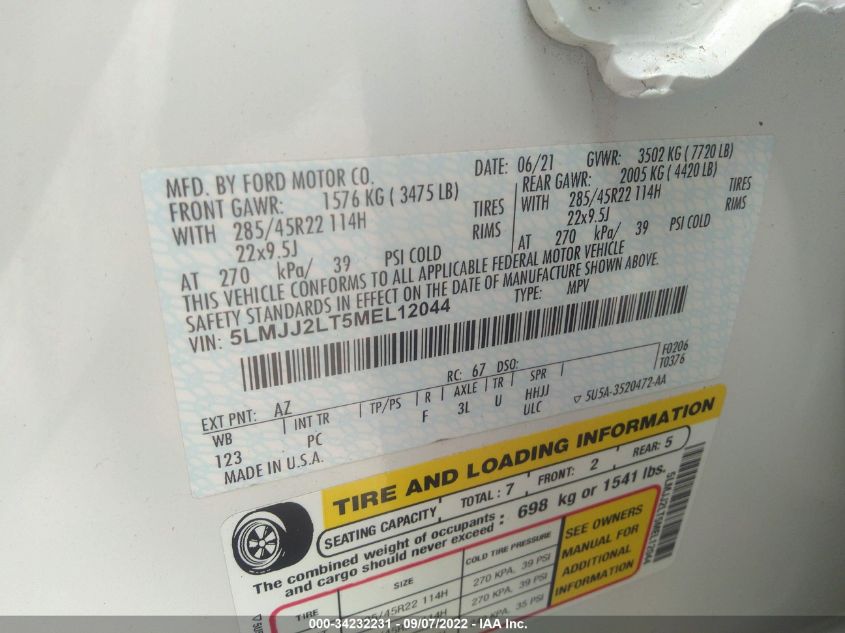 MFD. BY FORD MOTOR CO.
DATE: 06/21 GVWR: 3502 KG ( 7720 LB)
FRONT GAWR: 1576 KG ( 3475 LB)
REAR GAWR: 2005 KG ( 4420 LB)
WITH 285/45R22 114H TIRES
WITH 285/45R22 114H TIRES
22x9.5J RIMS
22x9.5J RIMS
AT 270 kPa/ 39 PSI COLD
AT 270 kPa/ 39 PSI COLD
THIS VEHICLE CONFORMS TO ALL APPLICABLE FEDERAL MOTOR VEHICLE
SAFETY STANDARDS IN EFFECT ON THE DATE OF MANUFACTURE SHOWN ABOVE.
VIN: 5LMJJ2LT5MEL12044 TYPE: MPV
F0206
RC: 67 DSO: T0376
EXT PNT: AZ
WB INT TR TP/PS R AXLE TR SPR
123 PC F 3L U HHJJ
ULC
▽ 5U5A-3520472-AA
MADE IN U.S.A.
TIRE AND LOADING INFORMATION
SEATING CAPACITY TOTAL : 7 FRONT: 2 REAR: 5
The combined weight of occupants and cargo should never exceed : 698 kg or 1541 lbs.
TIRE SIZE COLD TIRE PRESSURE
/45R22 114H 270 KPA, 39 PSI
270 KPA, 39 PSI
35 PSI
SEE OWNERS
MANUAL FOR
ADDITIONAL
INFORMATION
5LMJJ2LT5MEL12044
000-34232231 - 09/07/2022 - IAA Inc.